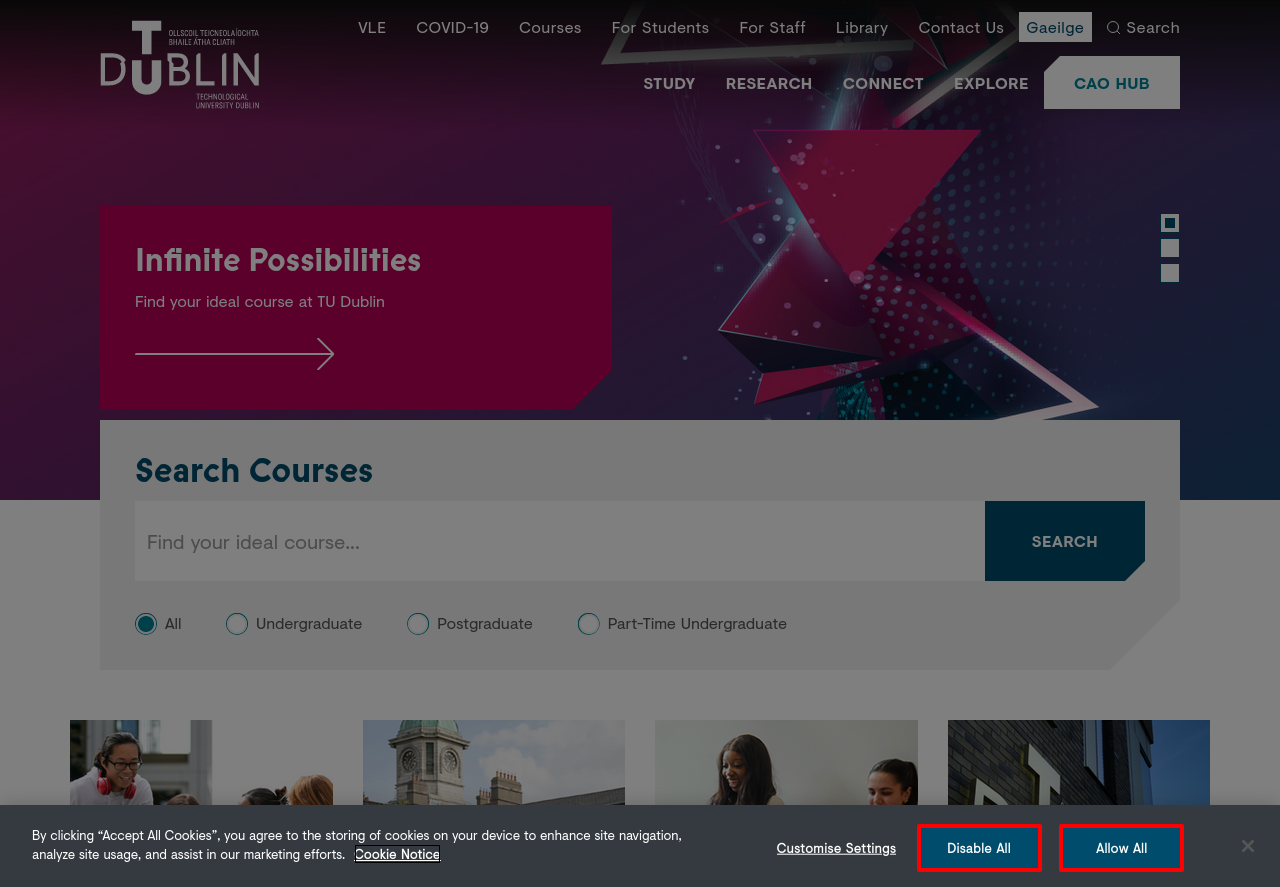 VLE COVID-19 Courses For Students For Staff Library Contact Us Gaeilge Search
OLLSCOIL TEICNEOLAÍOCHTA
BHAILE ÁTHA CLIATH
TU DUBLIN
TECHNOLOGICAL
UNIVERSITY DUBLIN
STUDY RESEARCH CONNECT EXPLORE CAO HUB
Infinite Possibilities
Find your ideal course at TU Dublin
Search Courses
Find your ideal course...
SEARCH
All Undergraduate Postgraduate Part-Time Undergraduate
By clicking “Accept All Cookies”, you agree to the storing of cookies on your device to enhance site navigation,
analyze site usage, and assist in our marketing efforts. Cookie Notice
Customise Settings Disable All Allow All